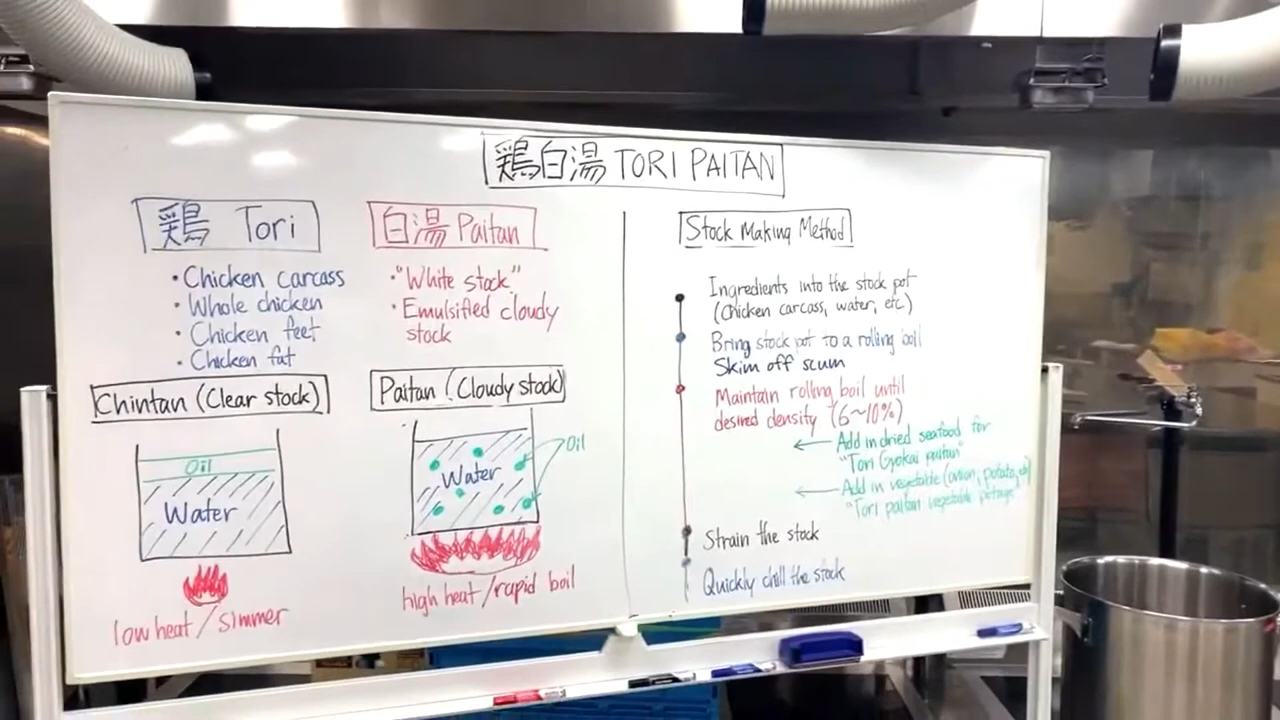 鶏白湯 TORI PAITAN
鶏 Tori
• Chicken carcass
• Whole chicken
• Chicken feet
• Chicken fat
白湯 Paitan
• "White stock"
• Emulsified cloudy
stock
Chintan (Clear stock)
Oil
Water
low heat / simmer
Paitan (Cloudy stock)
Oil
Water
high heat / rapid boil
Stock Making Method
Ingredients into the stock pot
(Chicken carcass, water, etc.)
Bring stock pot to a rolling boil
Skim off scum
Maintain rolling boil until
desired density (6~10%)
← Add in dried seafood for
"Tori Gyokai paitan"
← Add in vegetable (onion, potato, etc)
"Tori paitan vegetable potage"
Strain the stock
Quickly chill the stock